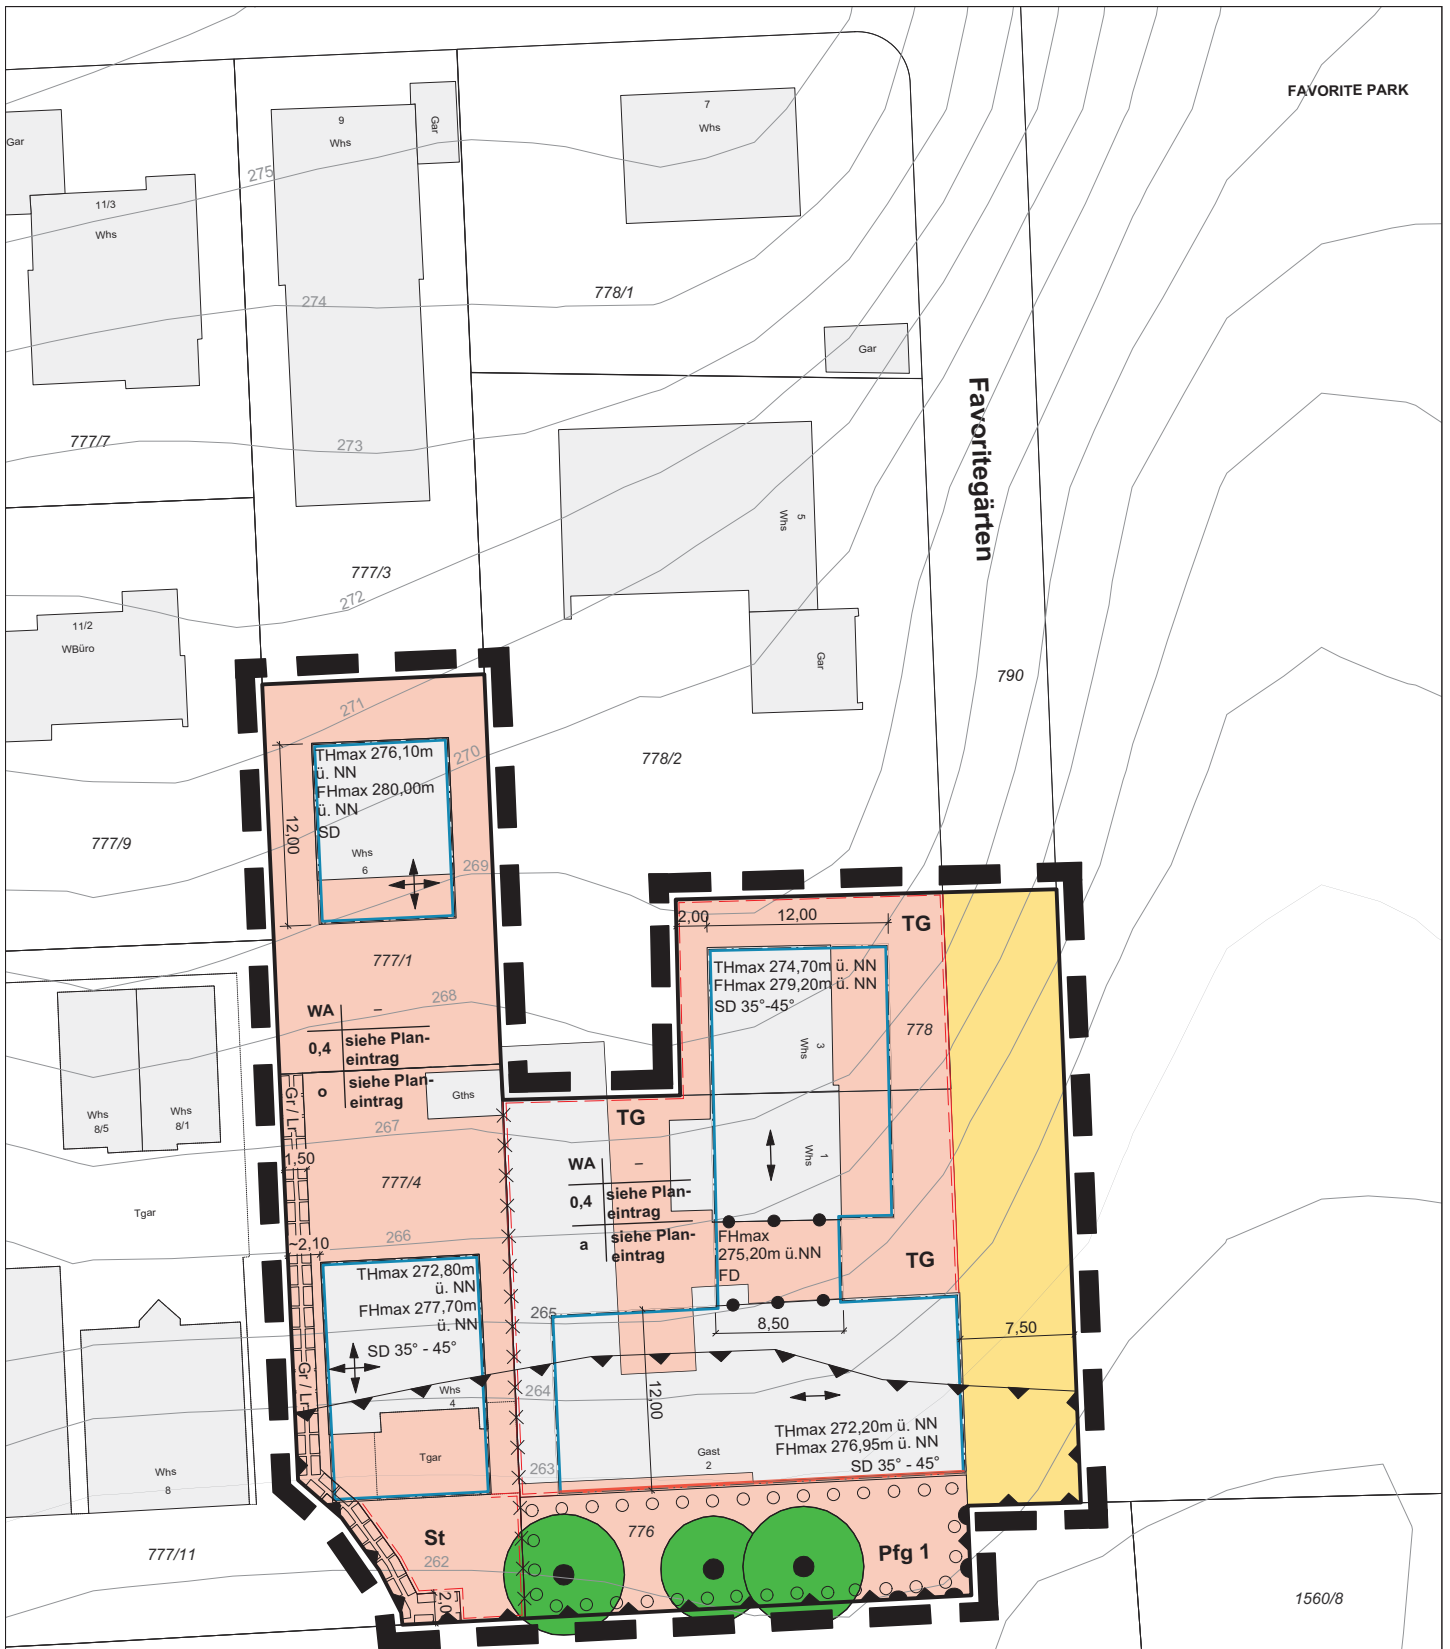 FAVORITE PARK
Gar
11/3
Whs
9
Whs
Gar
7
Whs
275
274
778/1
Gar
777/7
273
Favoritegärten
5
Whs
777/3
272
11/2
WBüro
Gar
790
271
270
778/2
THmax 276,10m
ü. NN
FHmax 280,00m
ü. NN
SD
12,00
Whs
6
777/9
269
2,00
12,00
TG
777/1
THmax 274,70m ü. NN
FHmax 279,20m ü. NN
SD 35°-45°
778
268
WA
–
0,4
siehe Plan-
eintrag
o
siehe Plan-
eintrag
3
Whs
Gr / Lr
Gths
Whs
8/5
Whs
8/1
267
TG
1,50
777/4
WA
–
0,4
siehe Plan-
eintrag
a
siehe Plan-
eintrag
1
Whs
Tgar
266
~2,10
FHmax
275,20m ü.NN
FD
TG
THmax 272,80m
ü. NN
FHmax 277,70m
ü. NN
SD 35° - 45°
265
8,50
7,50
Gr / Lr
Whs
4
264
12,00
THmax 272,20m ü. NN
FHmax 276,95m ü. NN
SD 35° - 45°
Tgar
Gast
2
263
Whs
8
St
776
Pfg 1
777/11
262
2,0
1560/8